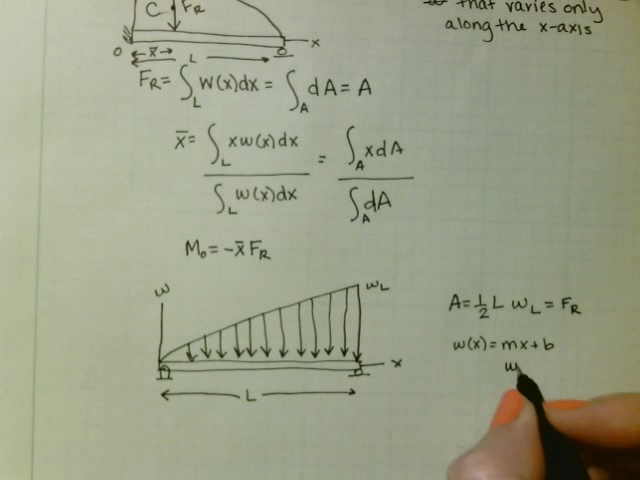 that varies only
along the x-axis
C F_R
O x̄ L x
F_R = ∫_L w(x)dx = ∫_A dA = A
x̄ = ∫_L xw(x)dx / ∫_L w(x)dx = ∫_A xdA / ∫_A dA
M_o = -x̄ F_R
w w_L
x
L
A = 1/2 L w_L = F_R
w(x) = mx + b
w